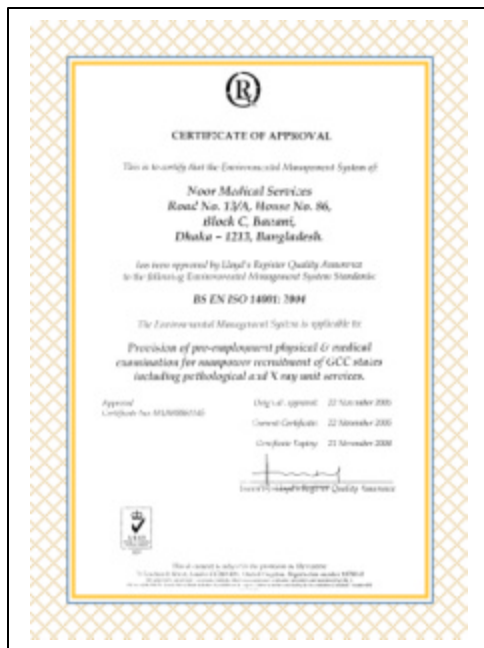 R
CERTIFICATE OF APPROVAL
This is to certify that the Environmental Management System of:
Noor Medical Services
Road No. 13/A, House No. 86,
Block C, Banani,
Dhaka – 1213, Bangladesh.
has been approved by Lloyd's Register Quality Assurance
to the following Environmental Management System Standards:
BS EN ISO 14001: 2004
The Environmental Management System is applicable to:
Provision of pre-employment physical & medical
examination for manpower recruitment of GCC states
including pathological and X ray unit services.
Approval
Certificate No:
Original Approval: 22 November 2005
Current Certificate: 22 November 2005
Certificate Expiry: 21 November 2008
Issued by: Lloyd's Register Quality Assurance